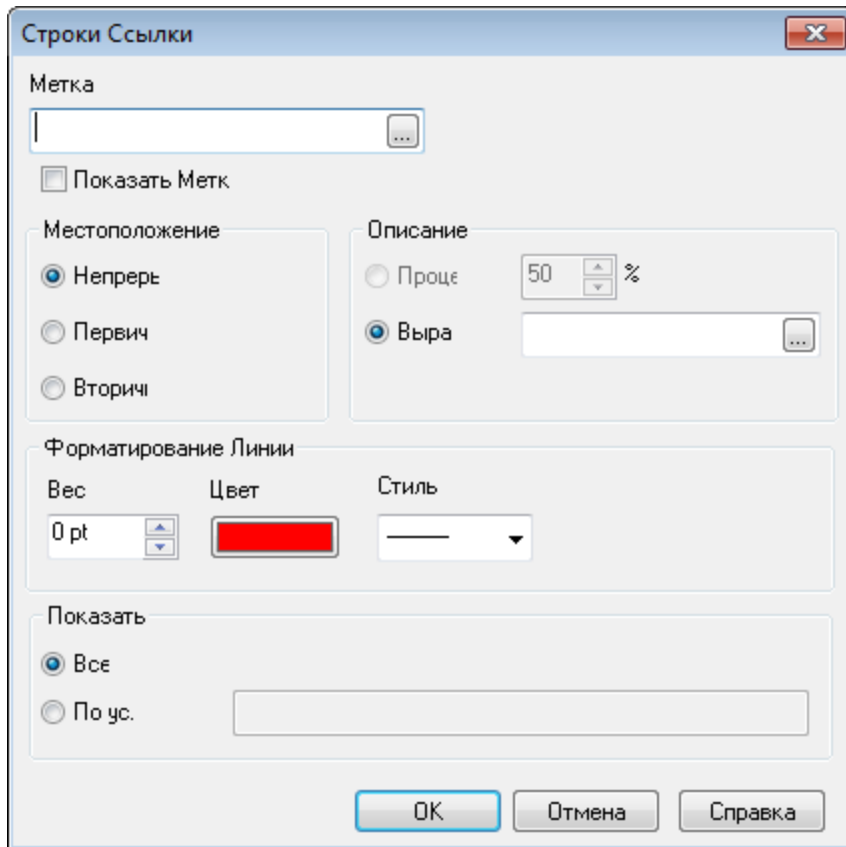 Строки Ссылки
Метка
...
Показать Метк
Местоположение
Непрерь
Первич
Вторичı
Описание
Проце
50 %
Выра
...
Форматирование Линии
Вес Цвет Стиль
0 pt
Показать
Все
По ус.
OK Отмена Справка